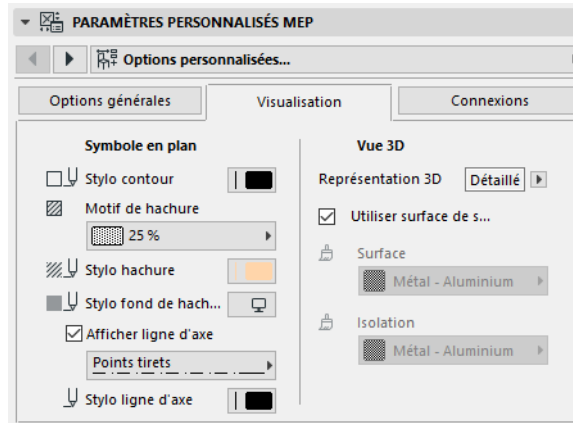 PARAMÈTRES PERSONNALISÉS MEP
Options personnalisées...
Options générales
Visualisation
Connexions
Symbole en plan
Stylo contour
Motif de hachure
25 %
Stylo hachure
Stylo fond de hach...
Afficher ligne d'axe
Points tirets
Stylo ligne d'axe
Vue 3D
Représentation 3D
Détaillé
Utiliser surface de s...
Surface
Métal - Aluminium
Isolation
Métal - Aluminium